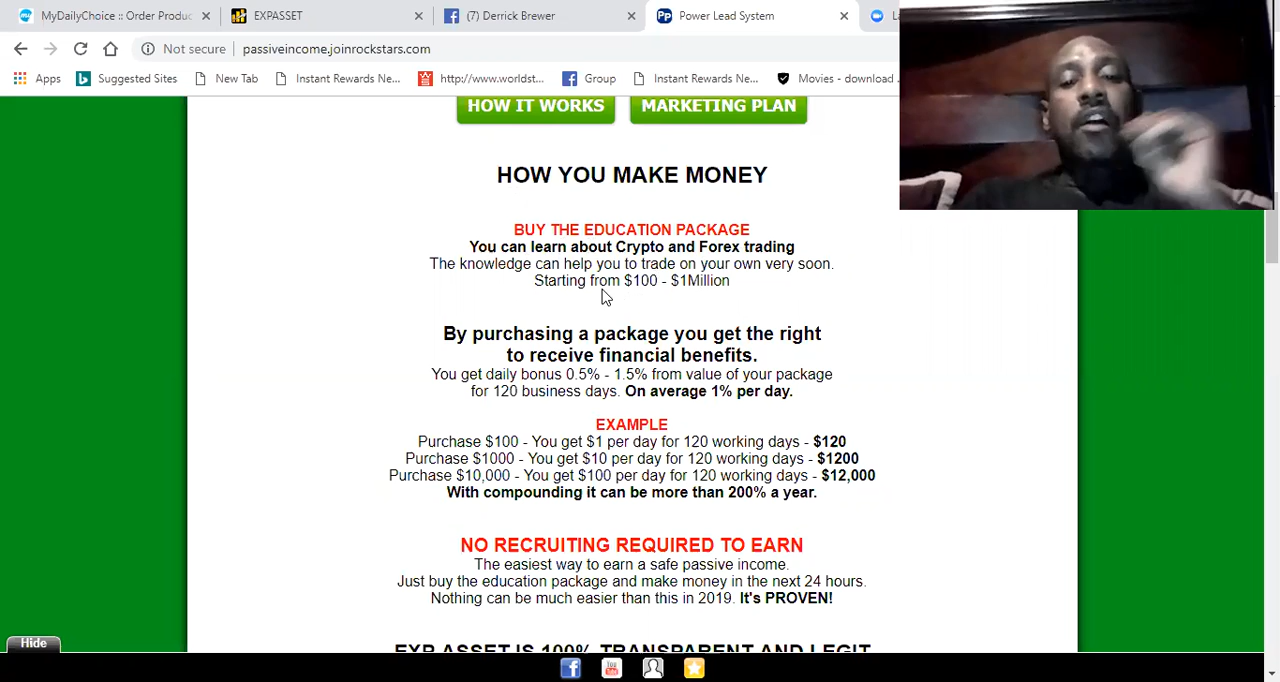 MyDailyChoice :: Order Produc
EXPASSET
(7) Derrick Brewer
Power Lead System
Not secure
passiveincome.joinrockstars.com
Apps
Suggested Sites
New Tab
Instant Rewards Ne...
http://www.worldst...
Group
Instant Rewards Ne...
Movies - download
HOW IT WORKS
MARKETING PLAN
HOW YOU MAKE MONEY
BUY THE EDUCATION PACKAGE
You can learn about Crypto and Forex trading
The knowledge can help you to trade on your own very soon.
Starting from $100 - $1Million
By purchasing a package you get the right
to receive financial benefits.
You get daily bonus 0.5% - 1.5% from value of your package
for 120 business days. On average 1% per day.
EXAMPLE
Purchase $100 - You get $1 per day for 120 working days - $120
Purchase $1000 - You get $10 per day for 120 working days - $1200
Purchase $10,000 - You get $100 per day for 120 working days - $12,000
With compounding it can be more than 200% a year.
NO RECRUITING REQUIRED TO EARN
The easiest way to earn a safe passive income.
Just buy the education package and make money in the next 24 hours.
Nothing can be much easier than this in 2019. It's PROVEN!
EXP ASSET IS 100% TRANSPARENT AND LEGIT
Hide